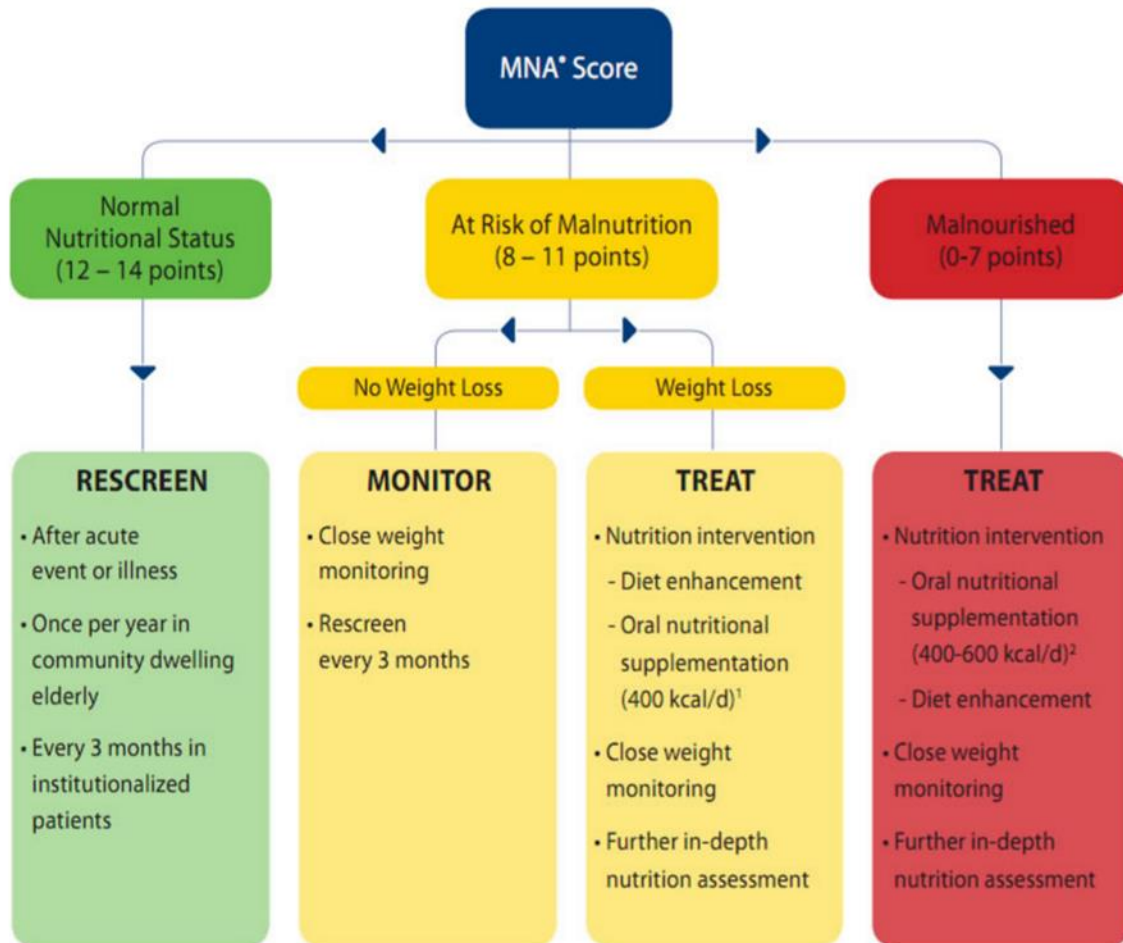 MNA® Score
Normal
Nutritional Status
(12 – 14 points)
At Risk of Malnutrition
(8 – 11 points)
Malnourished
(0-7 points)
No Weight Loss
Weight Loss
RESCREEN
• After acute
event or illness
• Once per year in
community dwelling
elderly
• Every 3 months in
institutionalized
patients
MONITOR
• Close weight
monitoring
• Rescreen
every 3 months
TREAT
• Nutrition intervention
- Diet enhancement
- Oral nutritional
supplementation
(400 kcal/d)¹
• Close weight
monitoring
• Further in-depth
nutrition assessment
TREAT
• Nutrition intervention
- Oral nutritional
supplementation
(400-600 kcal/d)²
- Diet enhancement
• Close weight
monitoring
• Further in-depth
nutrition assessment